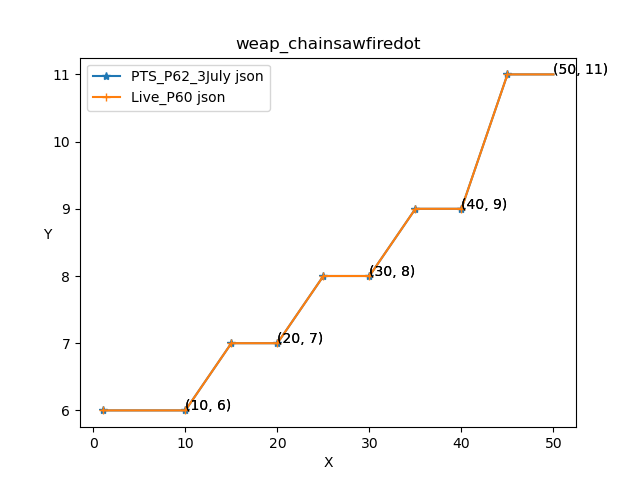 weap_chainsawfiredot
PTS_P62_3July json
Live_P60 json
11
10
9
8
7
6
Y
(50, 11)
(40, 9)
(30, 8)
(20, 7)
(10, 6)
0 10 20 30 40 50
X